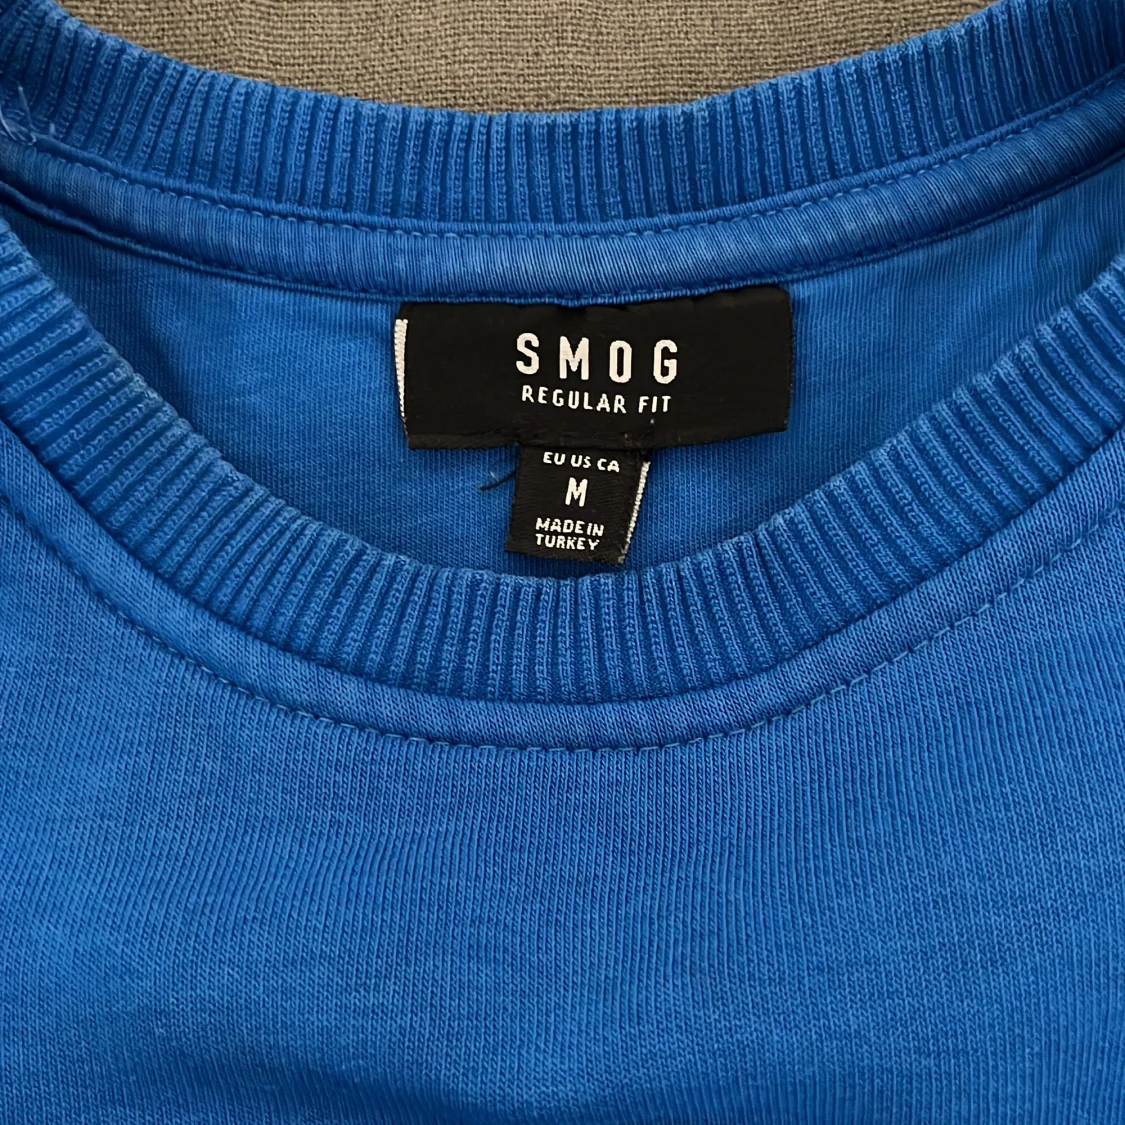 SMOG
REGULAR FIT
EU US CA
M
MADE IN
TURKEY